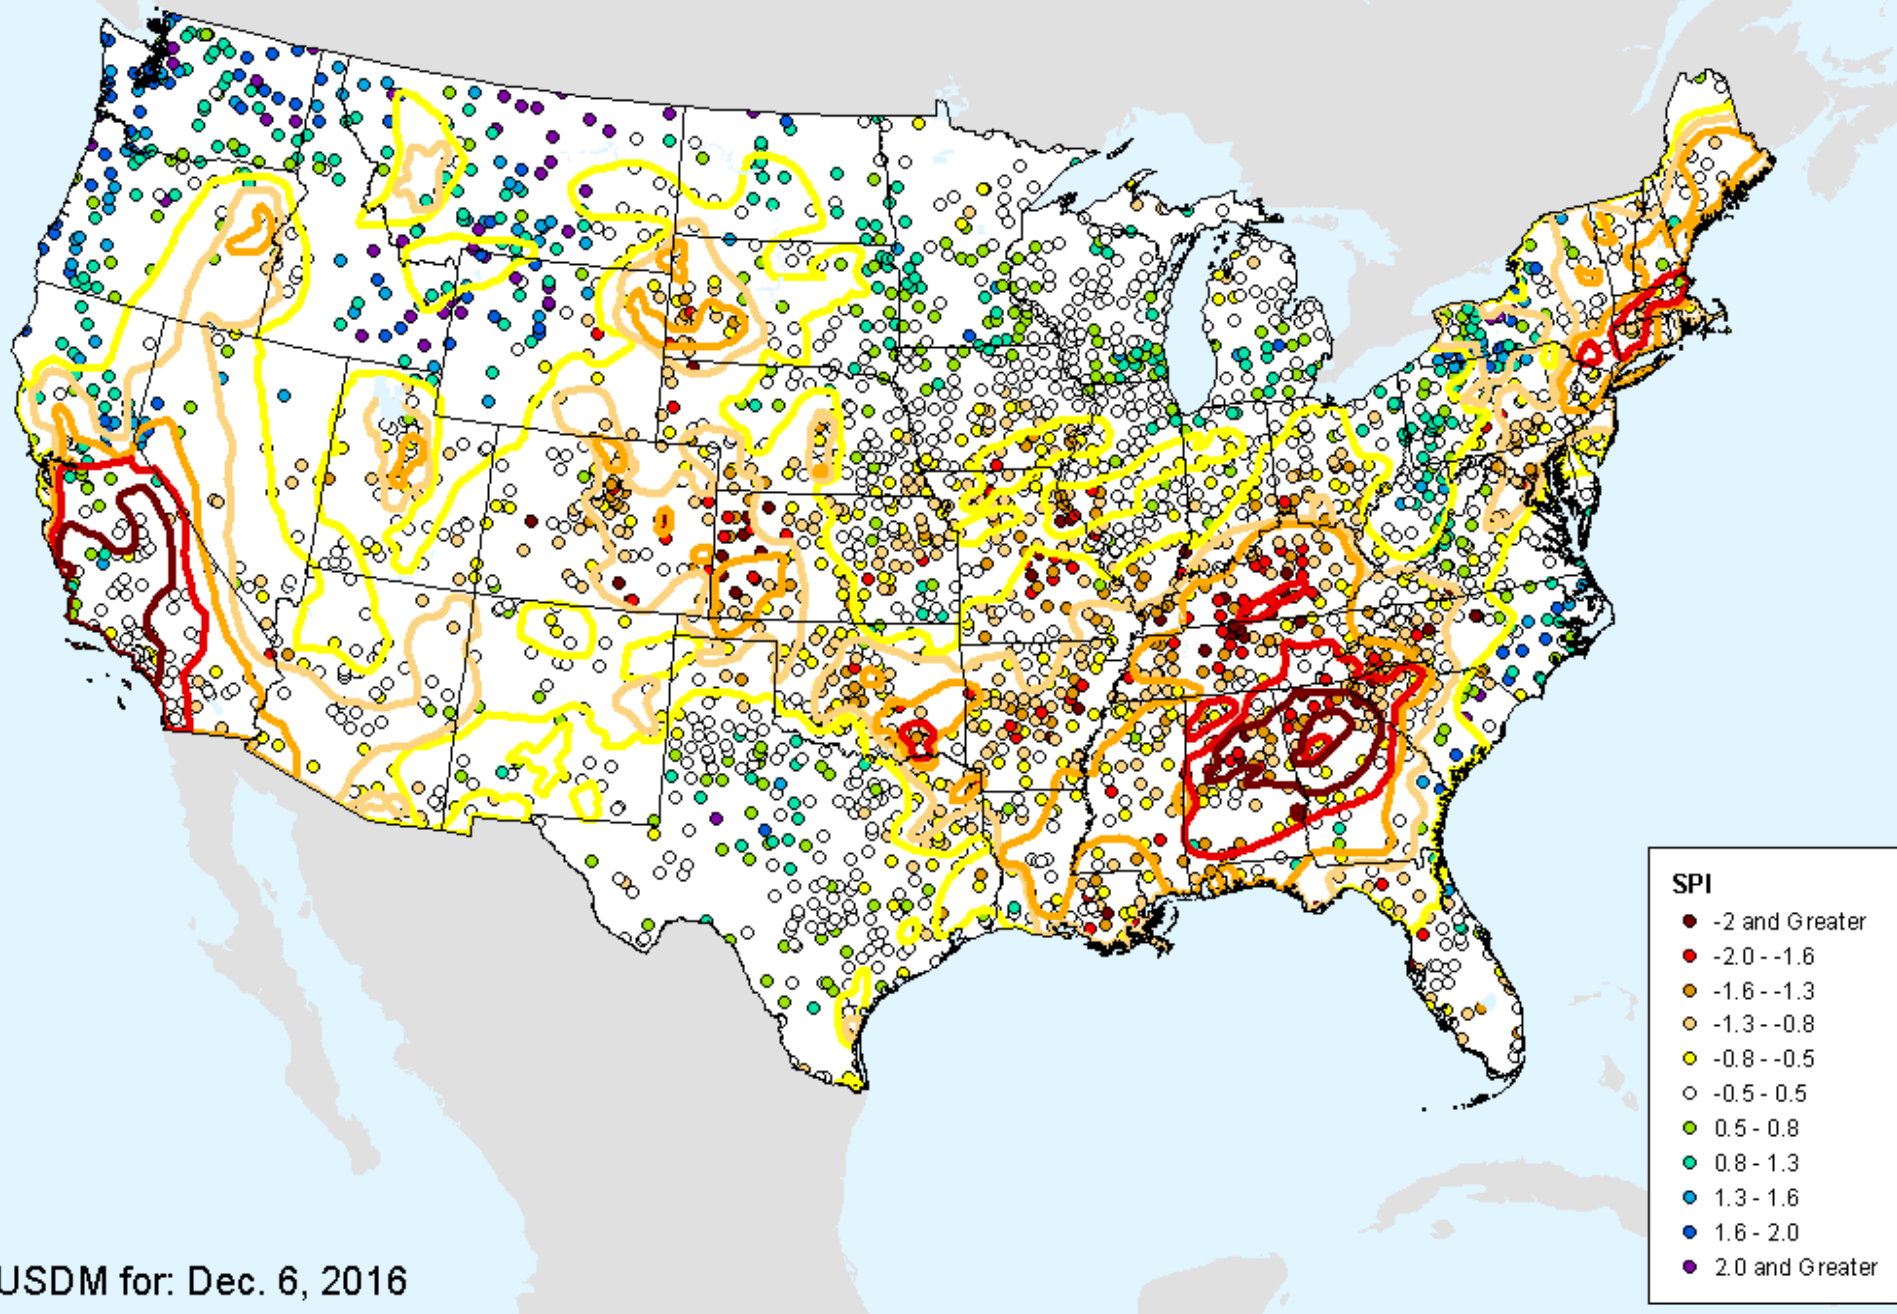 SPI
-2 and Greater
-2.0 - -1.6
-1.6 - -1.3
-1.3 - -0.8
-0.8 - -0.5
-0.5 - 0.5
0.5 - 0.8
0.8 - 1.3
1.3 - 1.6
1.6 - 2.0
2.0 and Greater
USDM for: Dec. 6, 2016